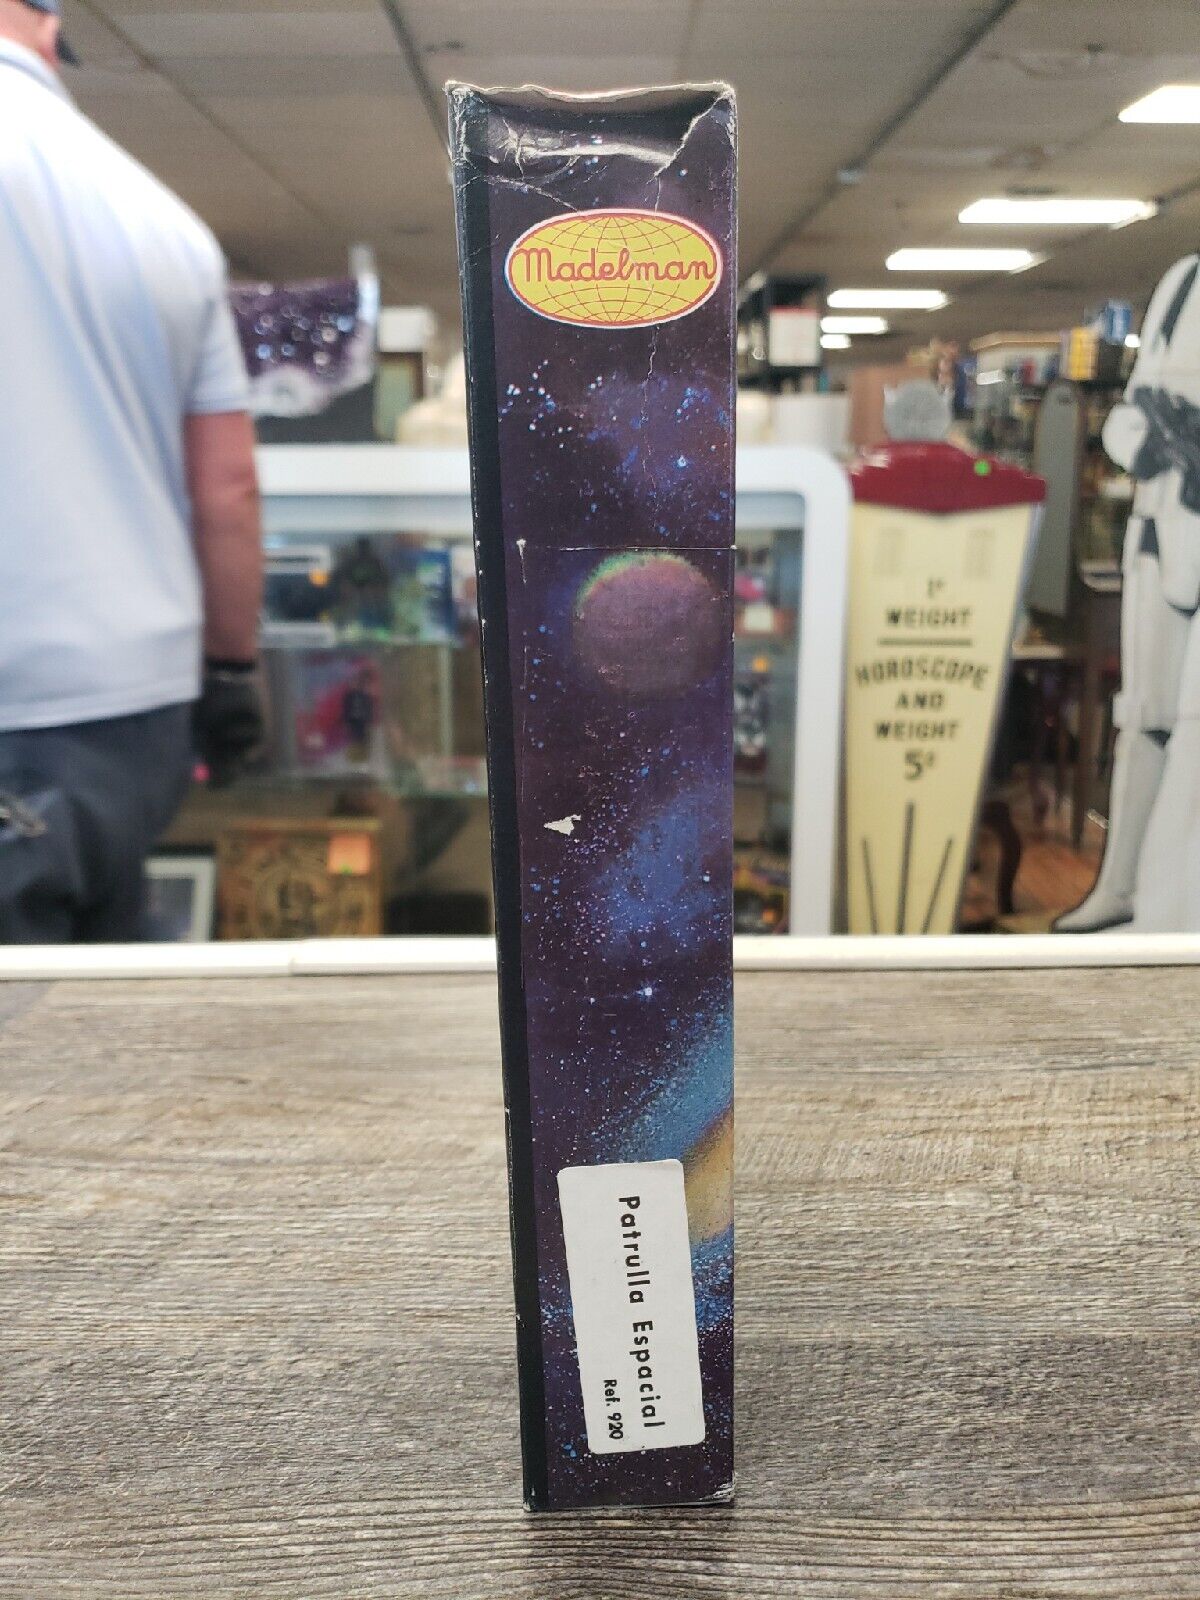 Madelman
1¢
WEIGHT
HOROSCOPE
AND
WEIGHT
5¢
Patrulla Espacial
Ref. 920